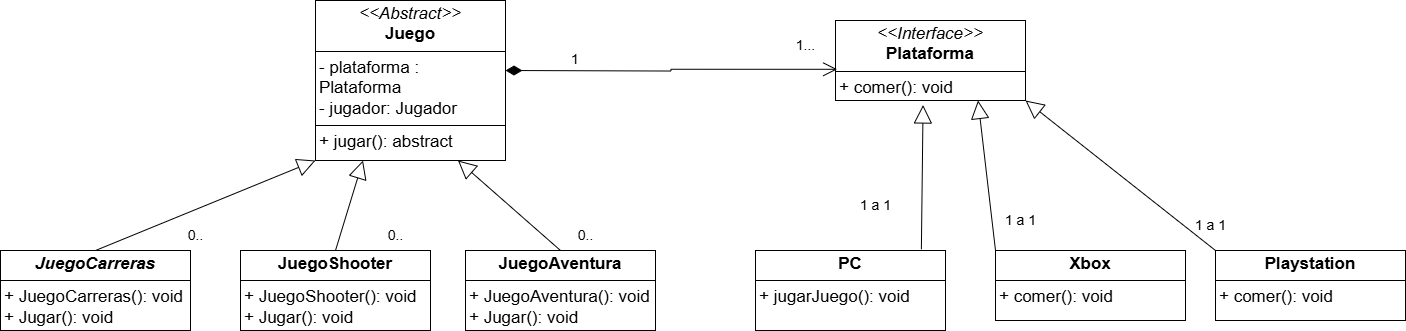 <<Abstract>>
Juego
- plataforma :
Plataforma
- jugador: Jugador
+ jugar(): abstract
1
1...
<<Interface>>
Plataforma
+ comer(): void
0..
0..
0..
1 a 1
1 a 1
1 a 1
JuegoCarreras
+ JuegoCarreras(): void
+ Jugar(): void
JuegoShooter
+ JuegoShooter(): void
+ Jugar(): void
JuegoAventura
+ JuegoAventura(): void
+ Jugar(): void
PC
+ jugarJuego(): void
Xbox
+ comer(): void
Playstation
+ comer(): void